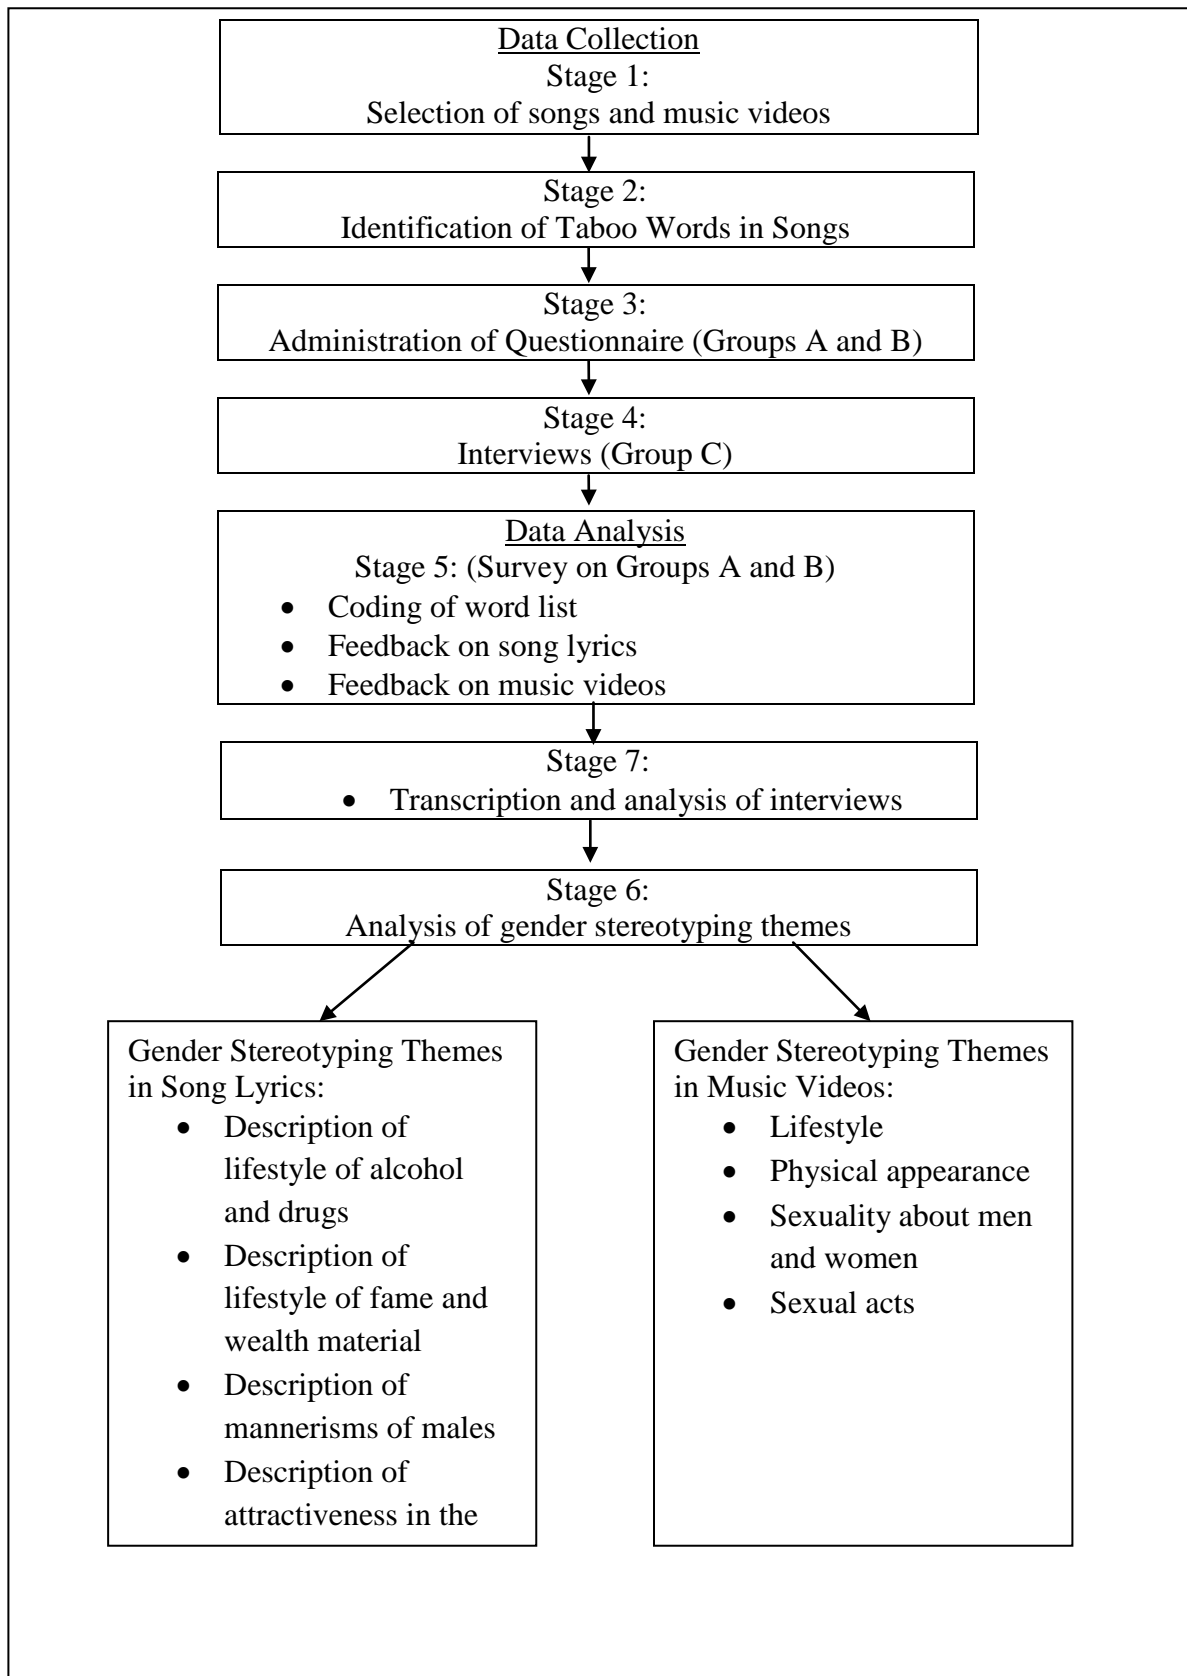 Data Collection
Stage 1:
Selection of songs and music videos
Stage 2:
Identification of Taboo Words in Songs
Stage 3:
Administration of Questionnaire (Groups A and B)
Stage 4:
Interviews (Group C)
Data Analysis
Stage 5: (Survey on Groups A and B)
• Coding of word list
• Feedback on song lyrics
• Feedback on music videos
Stage 7:
• Transcription and analysis of interviews
Stage 6:
Analysis of gender stereotyping themes
Gender Stereotyping Themes
in Song Lyrics:
• Description of
lifestyle of alcohol
and drugs
• Description of
lifestyle of fame and
wealth material
• Description of
mannerisms of males
• Description of
attractiveness in the
Gender Stereotyping Themes
in Music Videos:
• Lifestyle
• Physical appearance
• Sexuality about men
and women
• Sexual acts